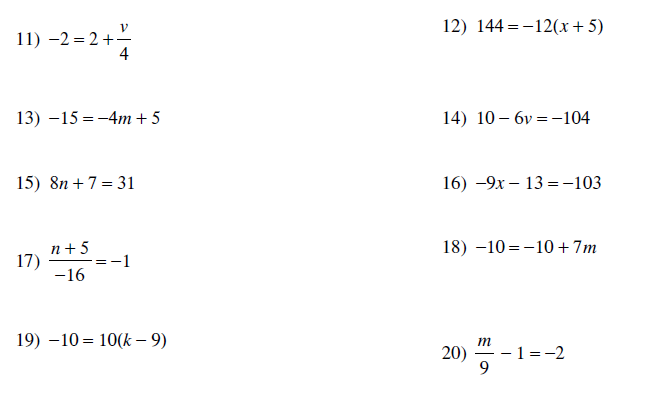 11) −2 = 2 + v/4
12) 144 = −12(x + 5)
13) −15 = −4m + 5
14) 10 − 6v = −104
15) 8n + 7 = 31
16) −9x − 13 = −103
17) (n + 5)/−16 = −1
18) −10 = −10 + 7m
19) −10 = 10(k − 9)
20) m/9 − 1 = −2